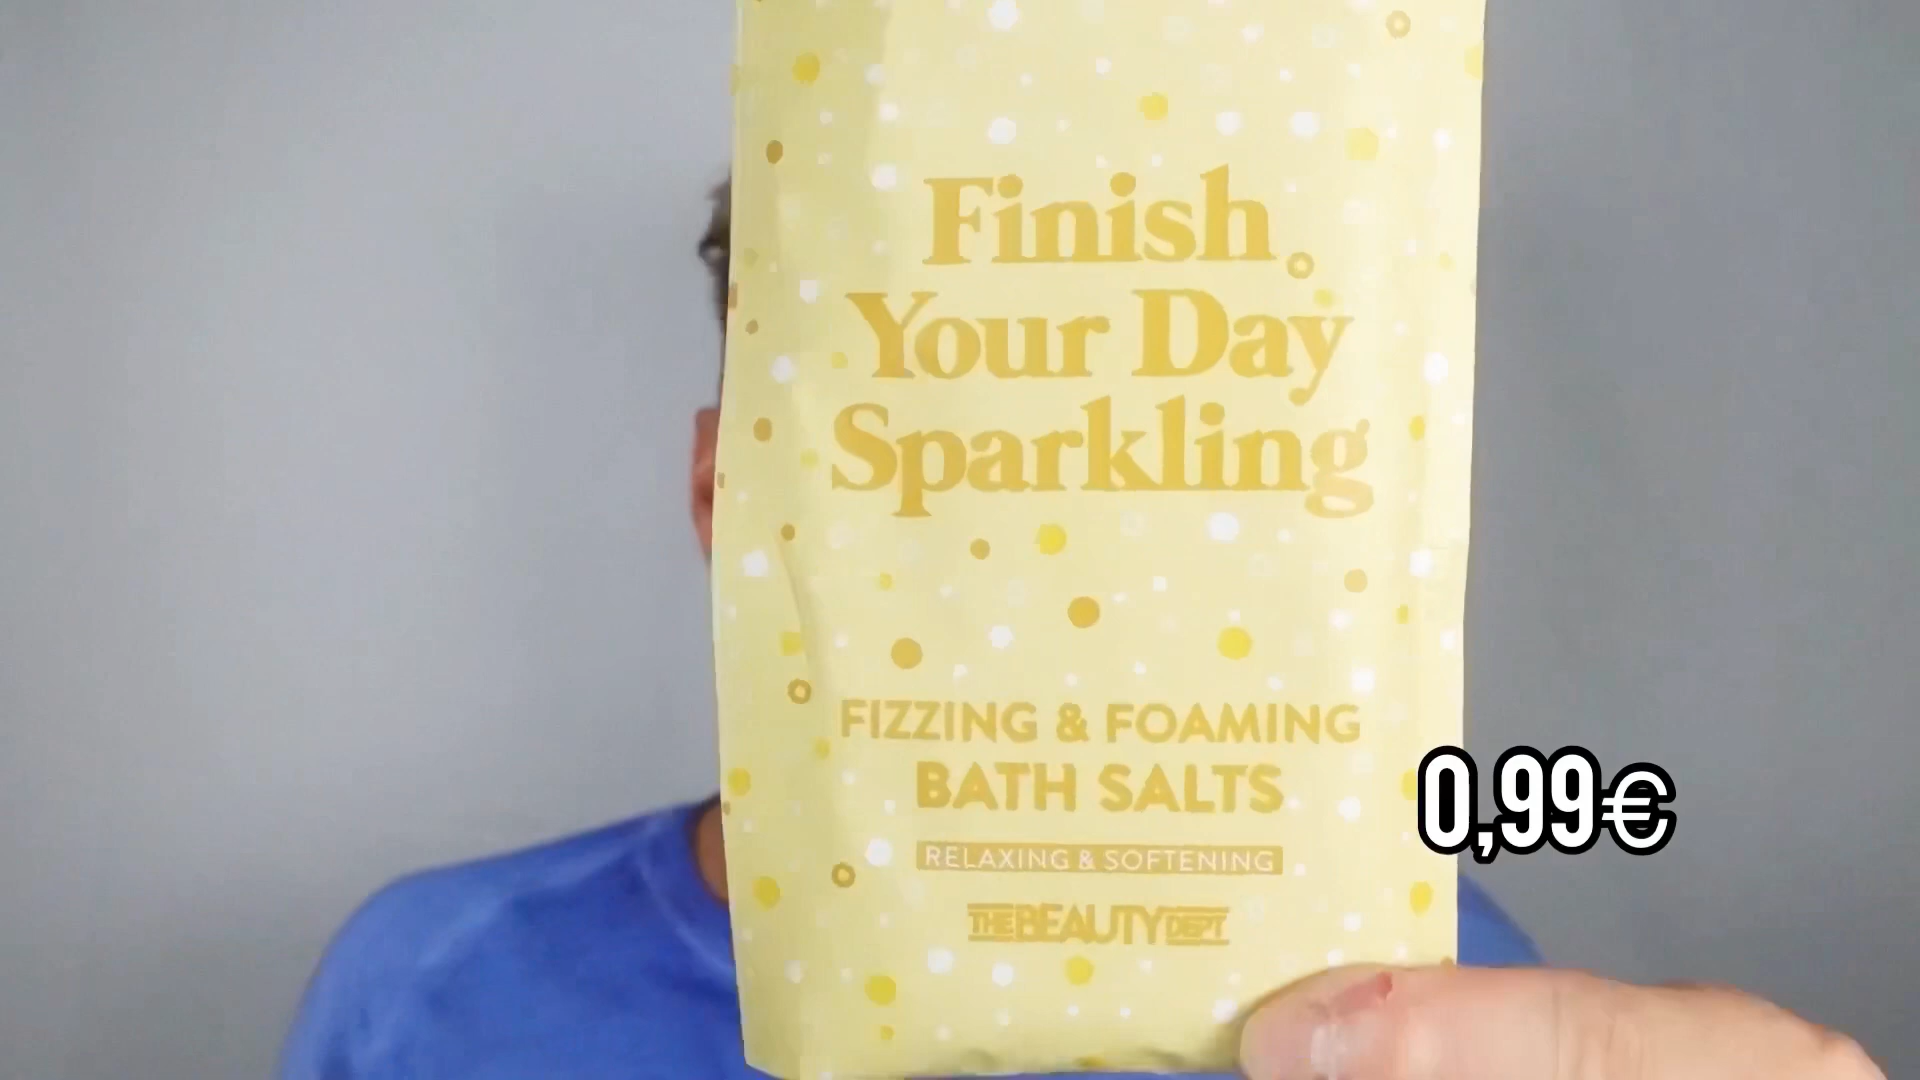 Finish
Your Day
Sparkling
FIZZING & FOAMING
BATH SALTS
0,99€
RELAXING & SOFTENING
THE BEAUTY DEPT